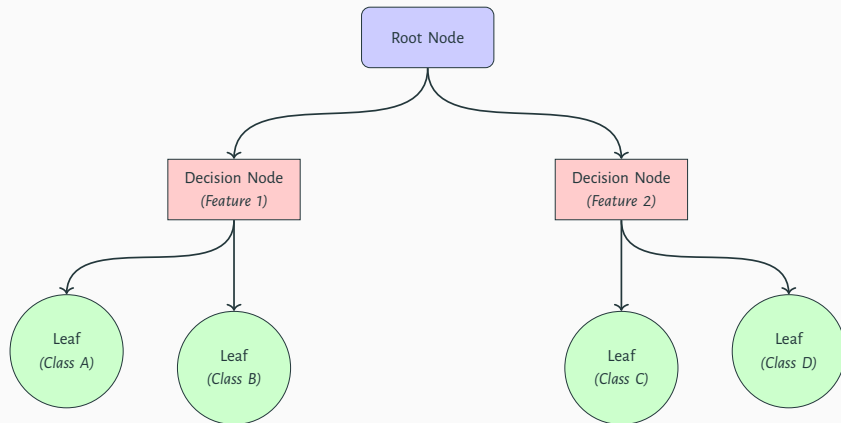 Root Node
Decision Node
(Feature 1)
Decision Node
(Feature 2)
Leaf
(Class A)
Leaf
(Class B)
Leaf
(Class C)
Leaf
(Class D)